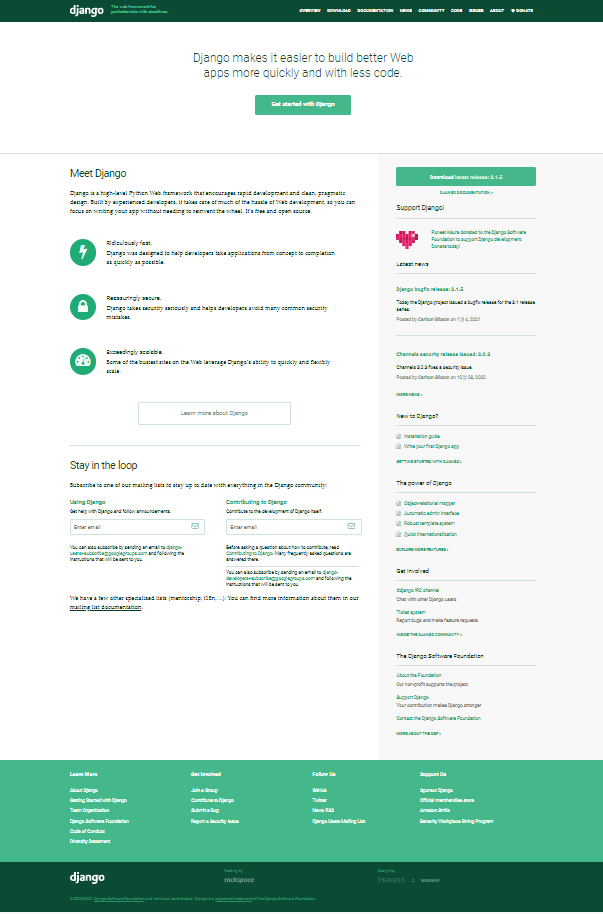 django
The web framework for
perfectionists with deadlines.
OVERVIEW DOWNLOAD DOCUMENTATION NEWS COMMUNITY CODE ISSUES ABOUT ♥ DONATE
Django makes it easier to build better Web
apps more quickly and with less code.
Get started with Django
Meet Django
Django is a high-level Python Web framework that encourages rapid development and clean, pragmatic
design. Built by experienced developers, it takes care of much of the hassle of Web development, so you can
focus on writing your app without needing to reinvent the wheel. It's free and open source.
Ridiculously fast.
Django was designed to help developers take applications from concept to completion
as quickly as possible.
Reassuringly secure.
Django takes security seriously and helps developers avoid many common security
mistakes.
Exceedingly scalable.
Some of the busiest sites on the Web leverage Django's ability to quickly and flexibly
scale.
Learn more about Django
Stay in the loop
Subscribe to one of our mailing lists to stay up to date with everything in the Django community:
Using Django
Get help with Django and follow announcements.
Enter email
You can also subscribe by sending an email to django-
users+subscribe@googlegroups.com and following the
instructions that will be sent to you.
Contributing to Django
Contribute to the development of Django itself.
Enter email
Before asking a question about how to contribute, read
Contributing to Django. Many frequently asked questions are
answered there.
You can also subscribe by sending an email to django-
developers+subscribe@googlegroups.com and following the
instructions that will be sent to you.
We have a few other specialized lists (mentorship, i18n, ...). You can find more information about them in our
mailing list documentation.
Download latest release: 3.1.5
DJANGO DOCUMENTATION »
Support Django!
Puneet Kaura donated to the Django Software
Foundation to support Django development.
Donate today!
Latest news
Django bugfix release: 3.1.5
Today the Django project issued a bugfix release for the 3.1 release
series.
Posted by Carlton Gibson on 4, 2021
Channels security release issued: 3.0.3
Channels 3.0.3 fixes a security issue.
Posted by Carlton Gibson on 28, 2020
MORE NEWS »
New to Django?
Installation guide
Write your first Django app
GETTING STARTED WITH DJANGO »
The power of Django
Object-relational mapper
Automatic admin interface
Robust template system
Quick internationalization
EXPLORE MORE FEATURES »
Get involved
#django IRC channel
Chat with other Django users
Ticket system
Report bugs and make feature requests
INSIDE THE DJANGO COMMUNITY »
The Django Software Foundation
About the Foundation
Our non-profit supports the project
Support Django
Your contribution makes Django stronger
Contact the Django Software Foundation
MORE ABOUT THE DSF »
Learn More
About Django
Getting Started with Django
Team Organization
Django Software Foundation
Code of Conduct
Diversity Statement
Get Involved
Join a Group
Contribute to Django
Submit a Bug
Report a Security Issue
Follow Us
GitHub
Twitter
News RSS
Django Users Mailing List
Support Us
Sponsor Django
Official merchandise store
Amazon Smile
Benevity Workplace Giving Program
django
Hosting by
rackspace
Design by
threespot &
© 2005-2021 Django Software Foundation and individual contributors. Django is a registered trademark of the Django Software Foundation.